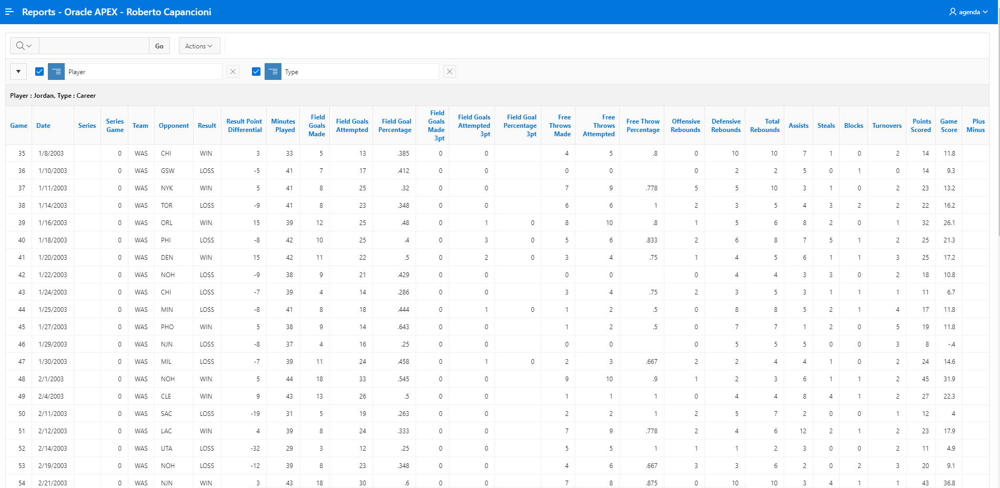 Reports - Oracle APEX - Roberto Capancioni
agenda
Go
Actions
Player
Type
Player : Jordan, Type : Career
Game Date Series Series Game Team Opponent Result Result Point Differential Minutes Played Field Goals Made Field Goals Attempted Field Goal Percentage Field Goals Made 3pt Field Goals Attempted 3pt Field Goal Percentage 3pt Free Throws Made Free Throws Attempted Free Throw Percentage Offensive Rebounds Defensive Rebounds Total Rebounds Assists Steals Blocks Turnovers Points Scored Game Score Plus Minus
35 1/8/2003 0 WAS CHI WIN 3 33 5 13 .385 0 0 4 5 .8 0 10 10 7 1 0 2 14 11.8
36 1/10/2003 0 WAS GSW LOSS -5 41 7 17 .412 0 0 0 0 0 2 2 5 0 1 0 14 9.3
37 1/11/2003 0 WAS NYK WIN 5 41 8 25 .32 0 0 7 9 .778 5 5 10 3 1 0 2 23 13.2
38 1/14/2003 0 WAS TOR LOSS -9 41 8 23 .348 0 0 6 6 1 2 3 5 4 3 2 2 22 16.2
39 1/16/2003 0 WAS ORL WIN 15 39 12 25 .48 0 1 0 8 10 .8 1 5 6 8 2 0 1 32 26.1
40 1/18/2003 0 WAS PHI LOSS -8 42 10 25 .4 0 3 0 5 6 .833 2 6 8 7 5 1 2 25 21.3
41 1/20/2003 0 WAS DEN WIN 15 42 11 22 .5 0 2 0 3 4 .75 1 4 5 6 1 1 3 25 17.2
42 1/22/2003 0 WAS NOH LOSS -9 38 9 21 .429 0 0 0 0 0 4 4 3 3 0 2 18 10.8
43 1/24/2003 0 WAS CHI LOSS -7 39 4 14 .286 0 0 3 4 .75 2 3 5 3 1 1 1 11 6.7
44 1/25/2003 0 WAS MIN LOSS -8 41 8 18 .444 0 1 0 1 2 .5 0 8 8 5 2 1 4 17 11.8
45 1/27/2003 0 WAS PHO WIN 5 38 9 14 .643 0 0 1 2 .5 0 7 7 1 2 0 5 19 11.8
46 1/29/2003 0 WAS NJN LOSS -8 37 4 16 .25 0 0 0 0 0 5 5 5 0 0 3 8 -.4
47 1/30/2003 0 WAS MIL LOSS -7 39 11 24 .458 0 1 0 2 3 .667 2 2 4 4 1 0 2 24 14.6
48 2/1/2003 0 WAS NOH WIN 5 44 18 33 .545 0 0 9 10 .9 1 2 3 6 1 1 2 45 31.9
49 2/4/2003 0 WAS CLE WIN 9 43 13 26 .5 0 0 1 1 1 0 4 4 8 4 1 2 27 22.3
50 2/11/2003 0 WAS SAC LOSS -19 31 5 19 .263 0 0 2 2 1 2 5 7 2 0 0 1 12 4
51 2/12/2003 0 WAS LAC WIN 4 39 8 24 .333 0 0 7 9 .778 2 4 6 12 2 1 2 23 17.9
52 2/14/2003 0 WAS UTA LOSS -32 29 3 12 .25 0 0 5 5 1 1 1 2 3 0 0 2 11 4.9
53 2/19/2003 0 WAS NOH LOSS -12 39 8 23 .348 0 0 4 6 .667 3 3 6 2 0 2 3 20 9.1
54 2/21/2003 0 WAS NJN WIN 3 43 18 30 .6 0 0 7 8 .875 0 10 10 3 4 1 1 43 36.8